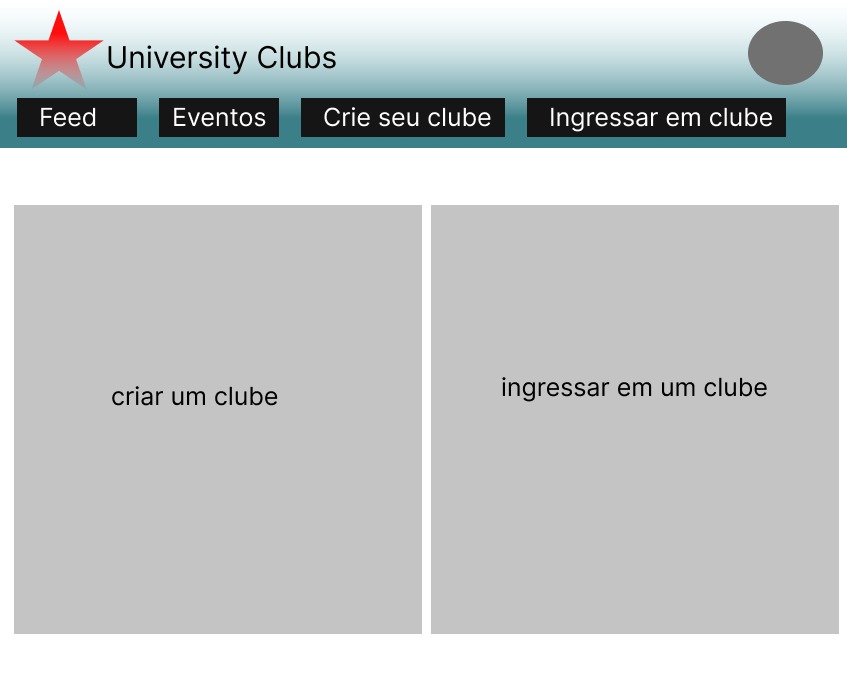 University Clubs
Feed
Eventos
Crie seu clube
Ingressar em clube
criar um clube
ingressar em um clube